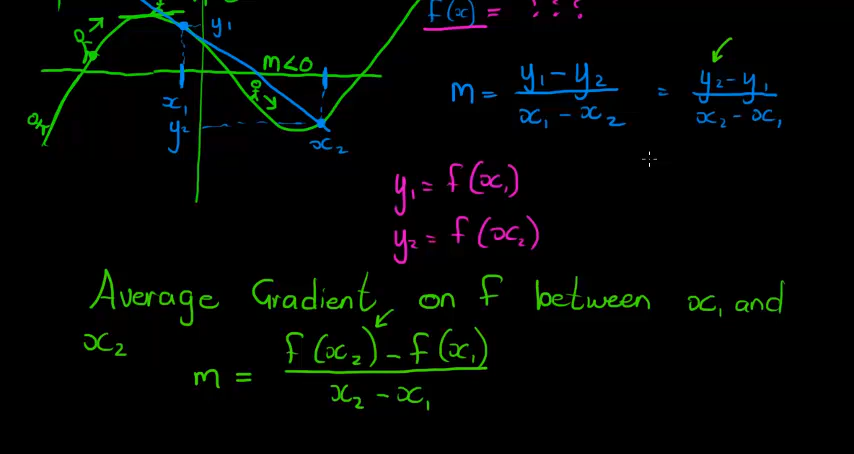 f(x) = ? ? ?
y₁
m<0
x₁
y₂
x₂
m = y₁ − y₂ / x₁ − x₂ = y₂ − y₁ / x₂ − x₁
y₁ = f(x₁)
y₂ = f(x₂)
Average Gradient on f between x₁ and
x₂
m = f(x₂) − f(x₁) / x₂ − x₁